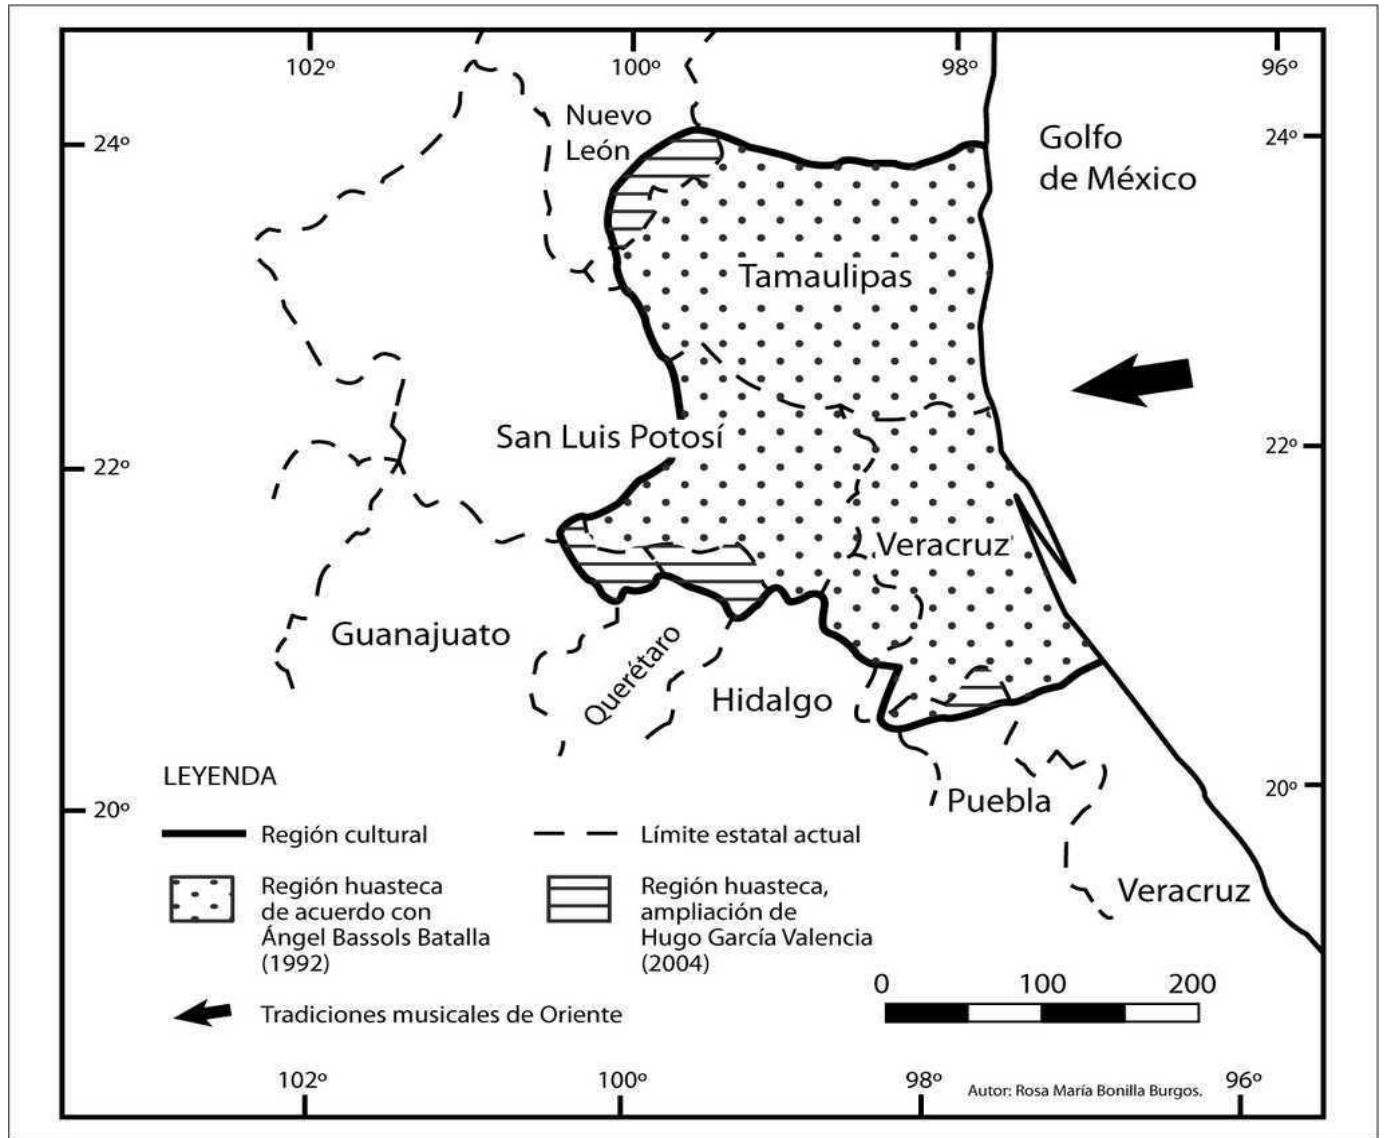 102º
100º
98º
96º
Nuevo
León
24º
24º
Golfo
de México
Tamaulipas
San Luis Potosí
22º
22º
Veracruz
Guanajuato
Querétaro
Hidalgo
LEYENDA
20º
20º
Puebla
Región cultural
Límite estatal actual
Región huasteca
de acuerdo con
Ángel Bassols Batalla
(1992)
Región huasteca,
ampliación de
Hugo García Valencia
(2004)
Veracruz
0 100 200
Tradiciones musicales de Oriente
102º
100º
98º
96º
Autor: Rosa María Bonilla Burgos.